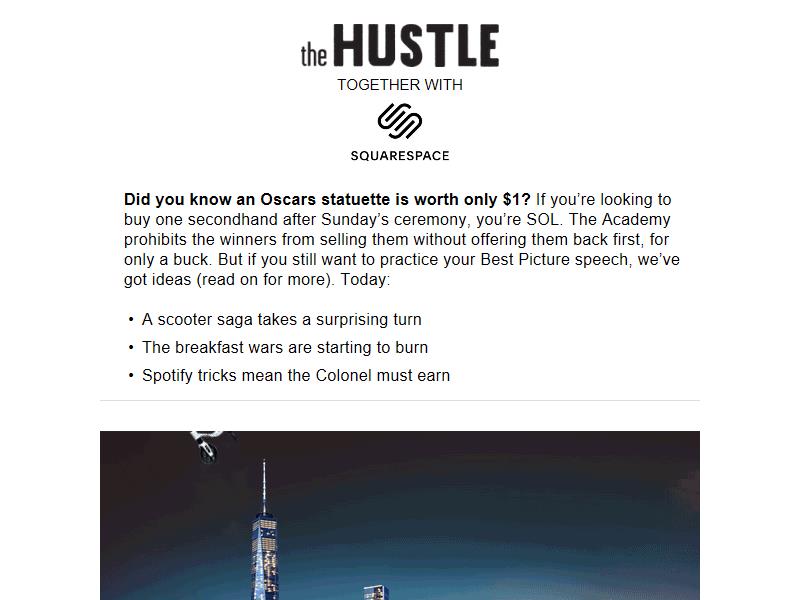 the HUSTLE
TOGETHER WITH
SQUARESPACE
Did you know an Oscars statuette is worth only $1? If you’re looking to
buy one secondhand after Sunday’s ceremony, you’re SOL. The Academy
prohibits the winners from selling them without offering them back first, for
only a buck. But if you still want to practice your Best Picture speech, we’ve
got ideas (read on for more). Today:
• A scooter saga takes a surprising turn
• The breakfast wars are starting to burn
• Spotify tricks mean the Colonel must earn